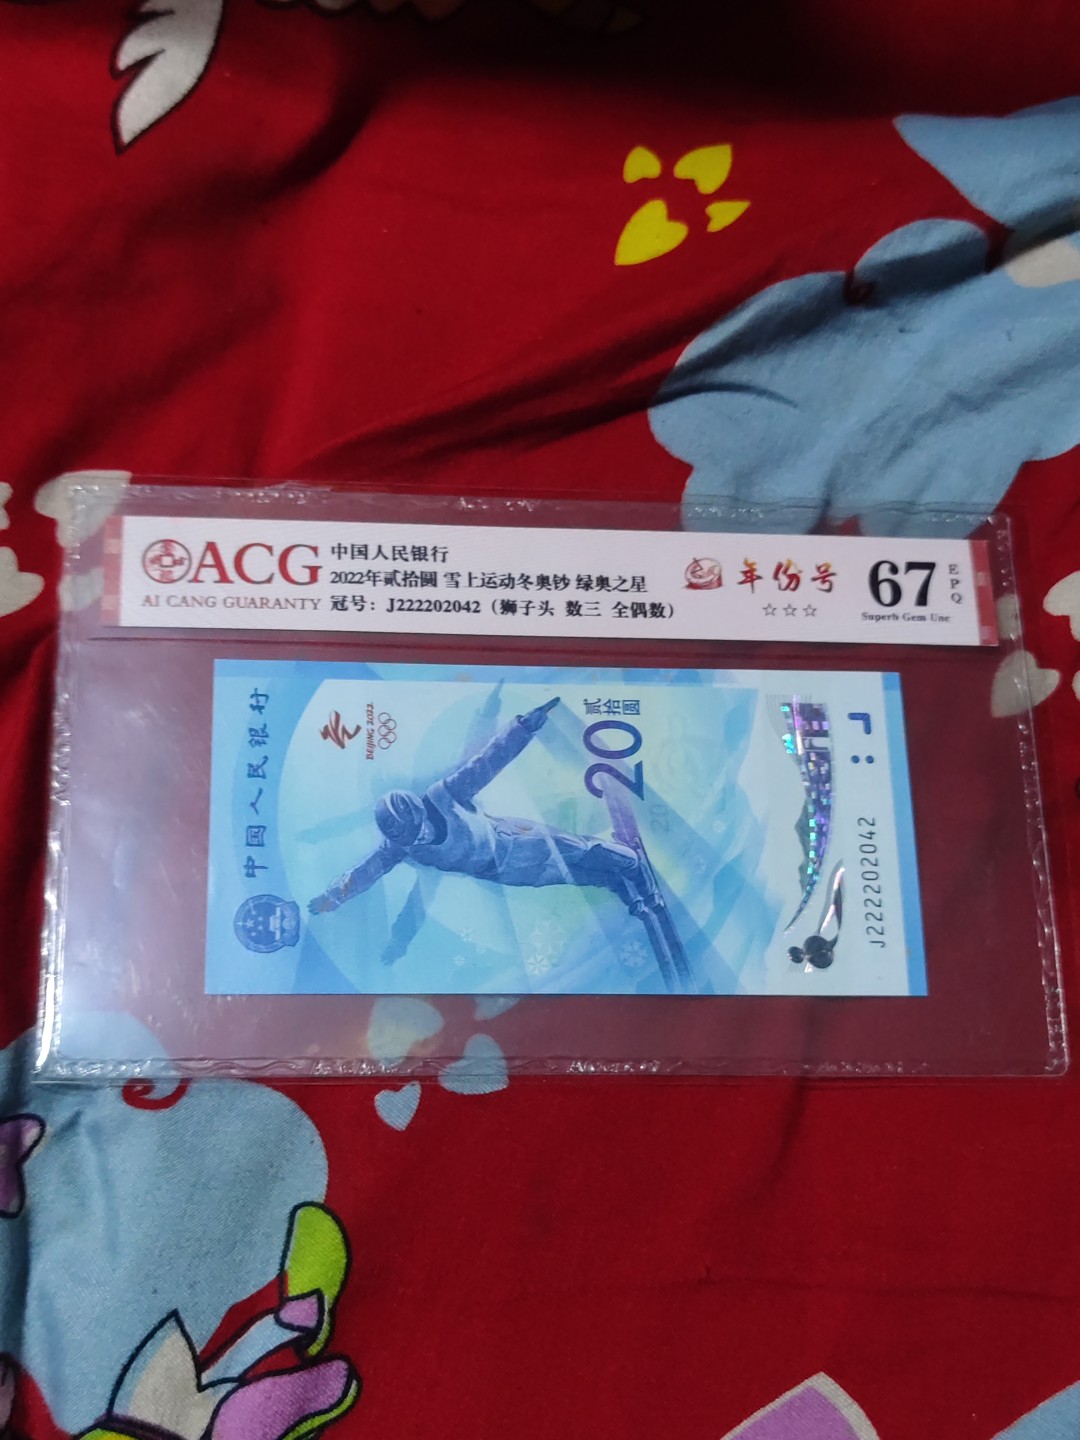 ACG
AI CANG GUARANTY
中国人民银行
2022年贰拾圆 雪上运动冬奥钞 绿奥之星
冠号：J222202042（狮子头 数三 全偶数）
年份号
☆☆☆
67
EPQ
Superb Gem Unc
中国人民银行
BEIJING 2022
贰拾圆
20
20
J
J222202042